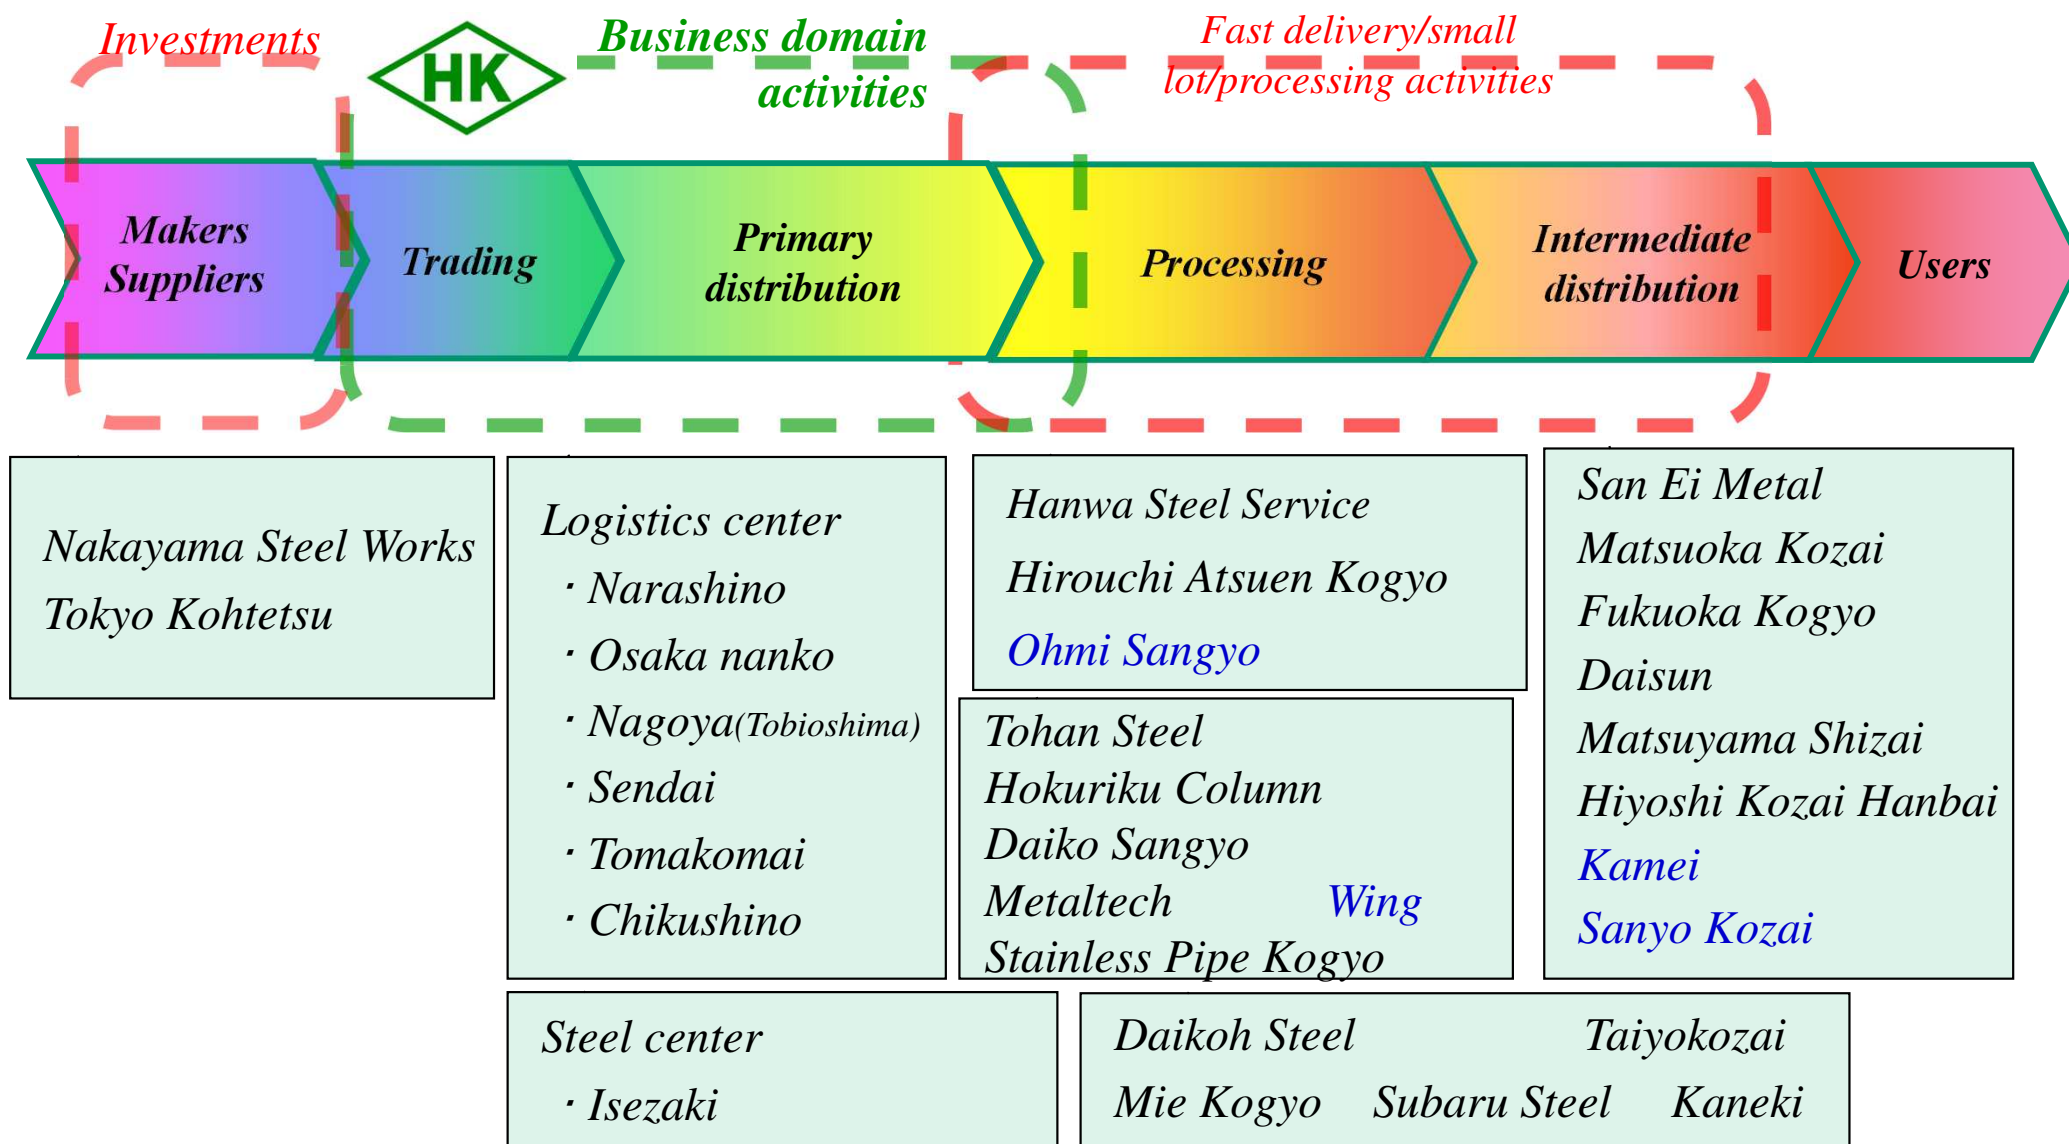 Investments
HK
Business domain
activities
Fast delivery/small
lot/processing activities
Makers
Suppliers
Trading
Primary
distribution
Processing
Intermediate
distribution
Users
Nakayama Steel Works
Tokyo Kohtetsu
Logistics center
・Narashino
・Osaka nanko
・Nagoya(Tobioshima)
・Sendai
・Tomakomai
・Chikushino
Steel center
・Isezaki
Hanwa Steel Service
Hirouchi Atsuen Kogyo
Ohmi Sangyo
Tohan Steel
Hokuriku Column
Daiko Sangyo
Metaltech Wing
Stainless Pipe Kogyo
San Ei Metal
Matsuoka Kozai
Fukuoka Kogyo
Daisun
Matsuyama Shizai
Hiyoshi Kozai Hanbai
Kamei
Sanyo Kozai
Daikoh Steel Taiyokozai
Mie Kogyo Subaru Steel Kaneki